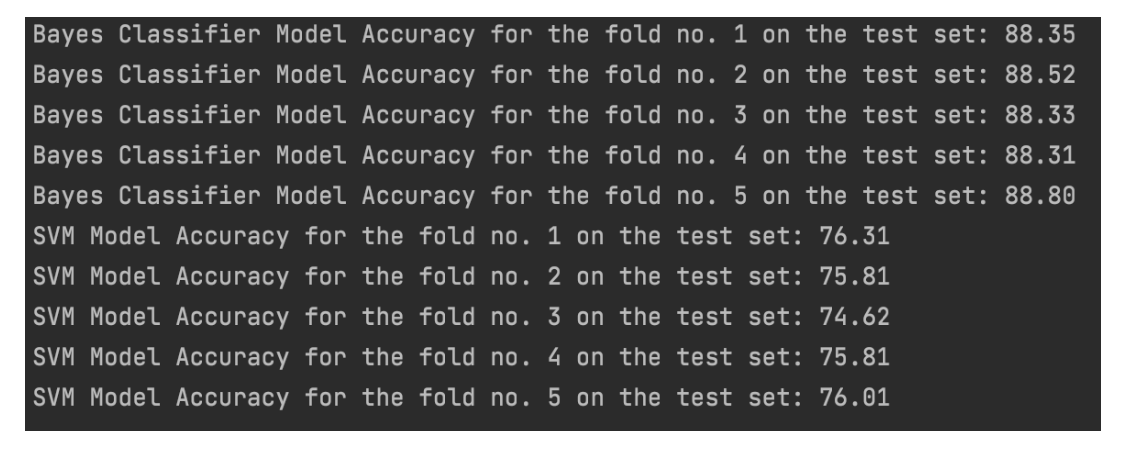 Bayes Classifier Model Accuracy for the fold no. 1 on the test set: 88.35
Bayes Classifier Model Accuracy for the fold no. 2 on the test set: 88.52
Bayes Classifier Model Accuracy for the fold no. 3 on the test set: 88.33
Bayes Classifier Model Accuracy for the fold no. 4 on the test set: 88.31
Bayes Classifier Model Accuracy for the fold no. 5 on the test set: 88.80
SVM Model Accuracy for the fold no. 1 on the test set: 76.31
SVM Model Accuracy for the fold no. 2 on the test set: 75.81
SVM Model Accuracy for the fold no. 3 on the test set: 74.62
SVM Model Accuracy for the fold no. 4 on the test set: 75.81
SVM Model Accuracy for the fold no. 5 on the test set: 76.01